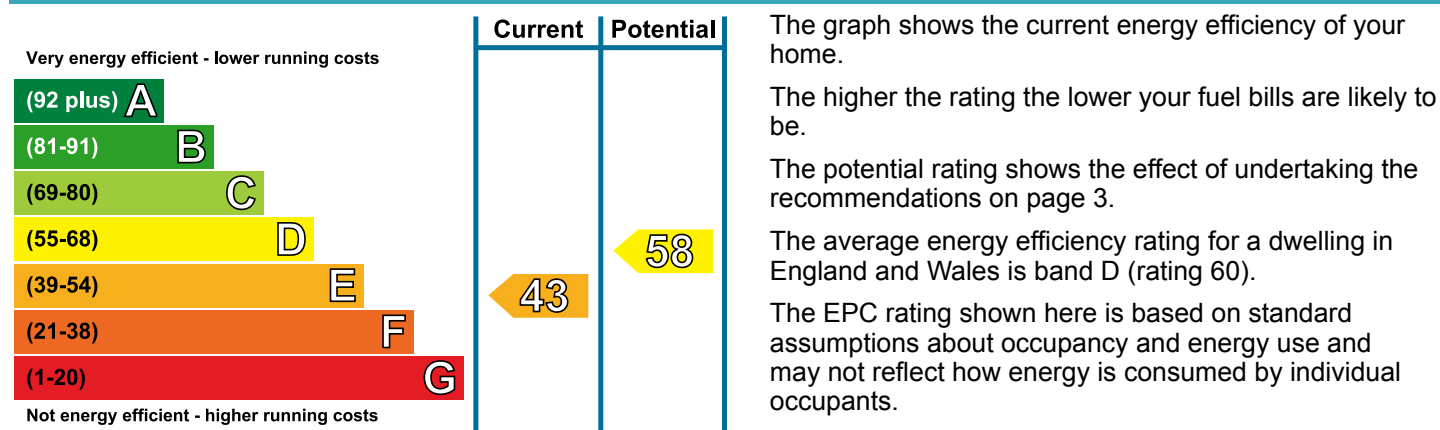 Current Potential
Very energy efficient - lower running costs
(92 plus) A
(81-91) B
(69-80) C
(55-68) D
(39-54) E
(21-38) F
(1-20) G
Not energy efficient - higher running costs
43
58
The graph shows the current energy efficiency of your
home.
The higher the rating the lower your fuel bills are likely to
be.
The potential rating shows the effect of undertaking the
recommendations on page 3.
The average energy efficiency rating for a dwelling in
England and Wales is band D (rating 60).
The EPC rating shown here is based on standard
assumptions about occupancy and energy use and
may not reflect how energy is consumed by individual
occupants.